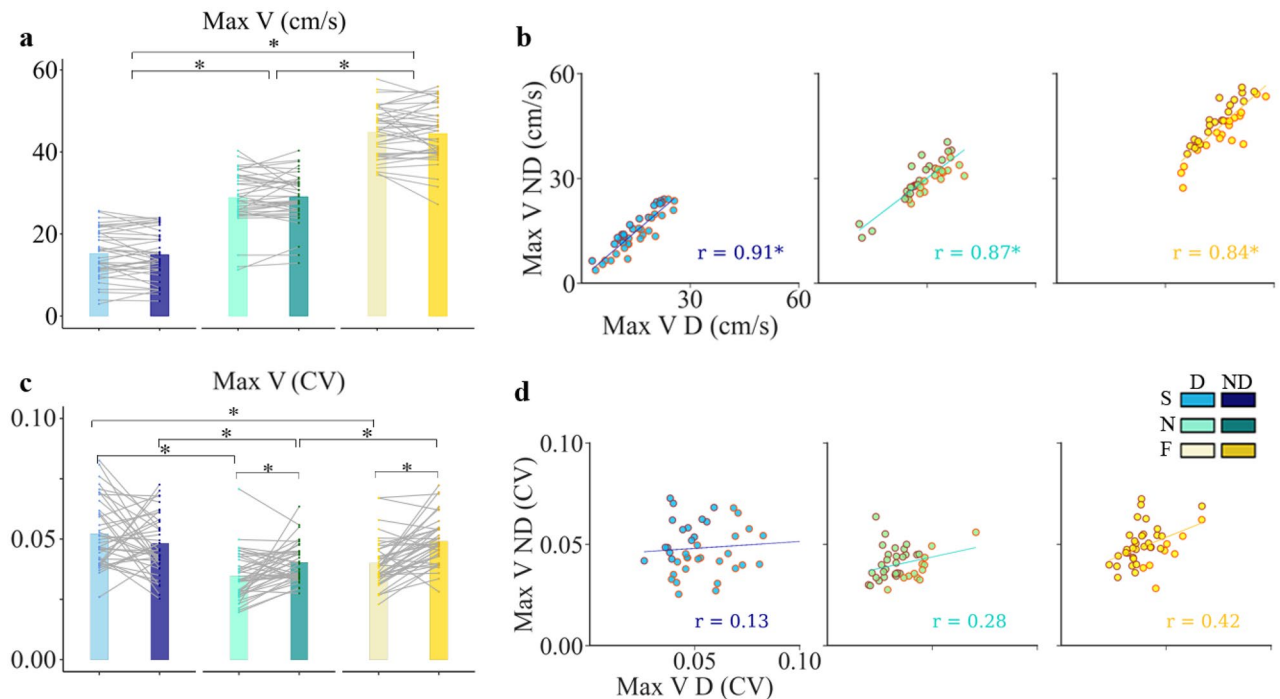 a
Max V (cm/s)
*
*
*
60
40
20
0
b
Max V ND (cm/s)
60
30
0
r = 0.91*
r = 0.87*
r = 0.84*
30
60
Max V D (cm/s)
c
Max V (CV)
0.10
0.05
0.00
*
*
*
*
*
*
d
D ND
S
N
F
Max V ND (CV)
0.10
0.05
0.00
r = 0.13
r = 0.28
r = 0.42
0.05
0.10
Max V D (CV)